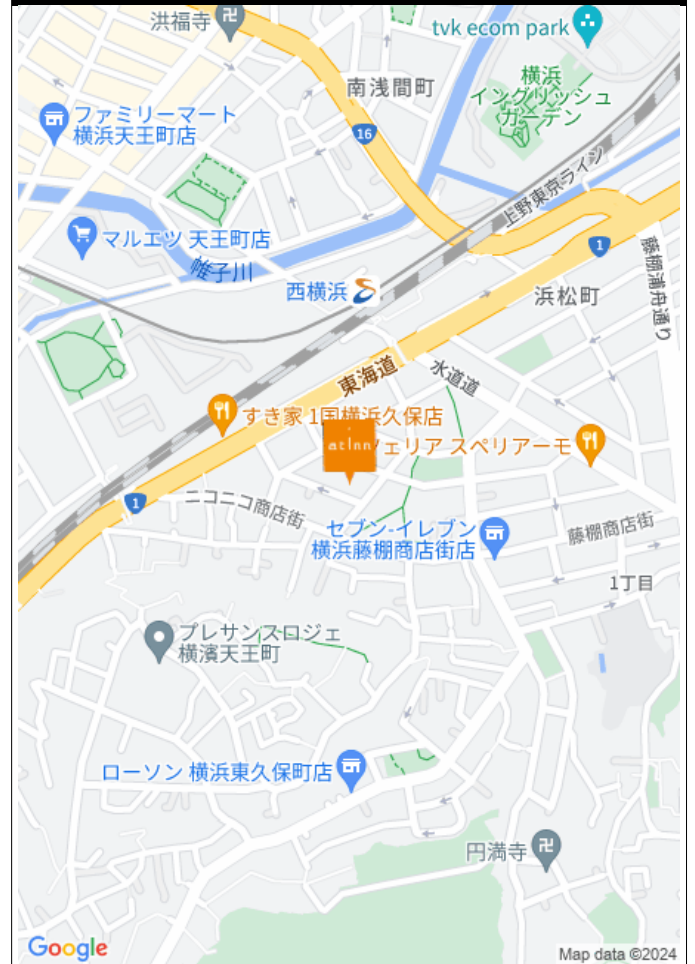 洪福寺
tvk ecom park
南浅間町
横浜
イングリッシュ
ガーデン
ファミリーマート
横浜天王町店
16
上野東京ライン
マルエツ 天王町店
1
藤棚浦舟通り
帷子川
西横浜
浜松町
東海道
水道道
すき家 1国横浜久保店
atInn
ツェリア スペリアーモ
1
ニコニコ商店街
セブン-イレブン
横浜藤棚商店街店
藤棚商店街
1丁目
プレサンスロジェ
横濱天王町
ローソン 横浜東久保町店
円満寺
Google
Map data ©2024